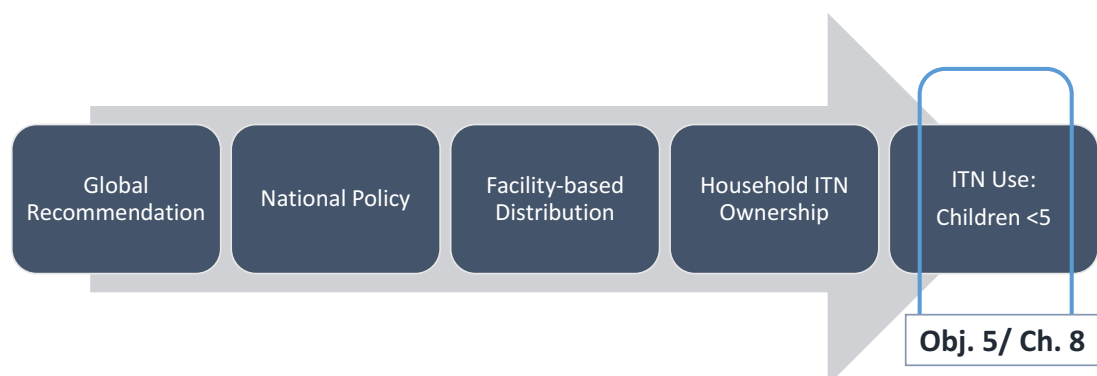 Global
Recommendation
National Policy
Facility-based
Distribution
Household ITN
Ownership
ITN Use:
Children <5
Obj. 5/ Ch. 8